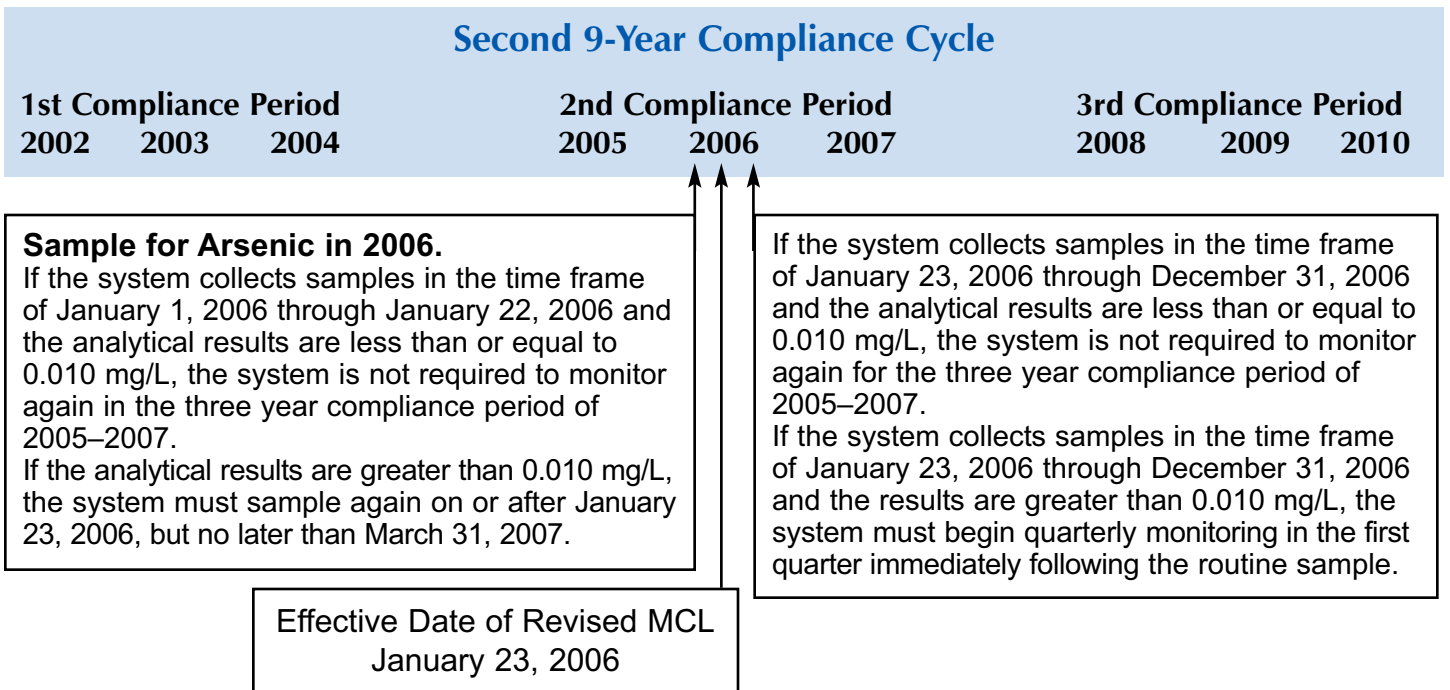 Second 9-Year Compliance Cycle
1st Compliance Period
2002 2003 2004
2nd Compliance Period
2005 2006 2007
3rd Compliance Period
2008 2009 2010
Sample for Arsenic in 2006.
If the system collects samples in the time frame
of January 1, 2006 through January 22, 2006 and
the analytical results are less than or equal to
0.010 mg/L, the system is not required to monitor
again in the three year compliance period of
2005–2007.
If the analytical results are greater than 0.010 mg/L,
the system must sample again on or after January
23, 2006, but no later than March 31, 2007.
If the system collects samples in the time frame
of January 23, 2006 through December 31, 2006
and the analytical results are less than or equal to
0.010 mg/L, the system is not required to monitor
again for the three year compliance period of
2005–2007.
If the system collects samples in the time frame
of January 23, 2006 through December 31, 2006
and the results are greater than 0.010 mg/L, the
system must begin quarterly monitoring in the first
quarter immediately following the routine sample.
Effective Date of Revised MCL
January 23, 2006